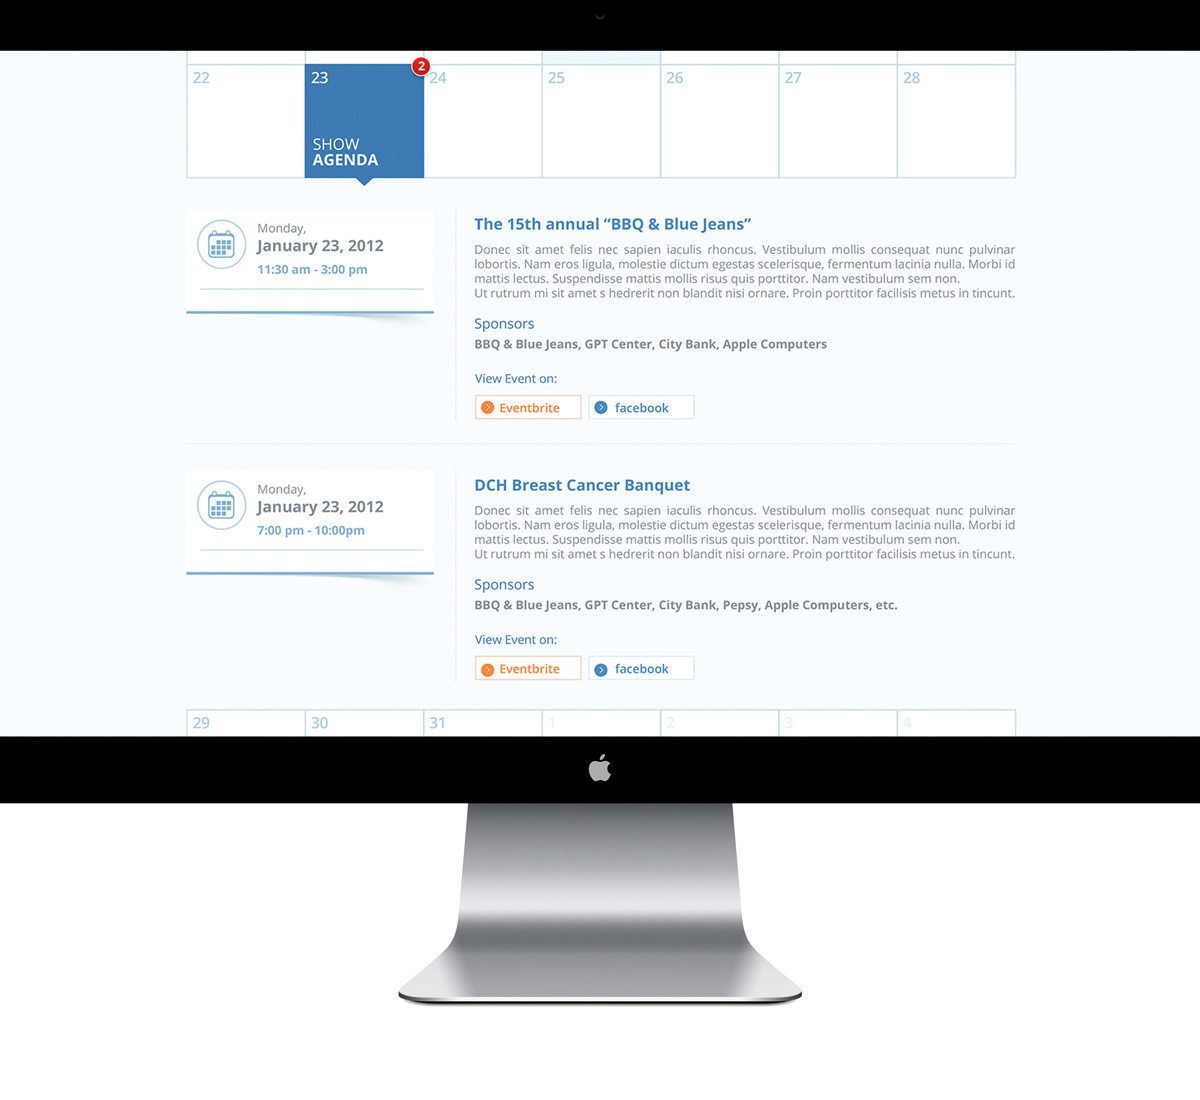 22 23 2 24 25 26 27 28
SHOW
AGENDA
Monday,
January 23, 2012
11:30 am - 3:00 pm
The 15th annual “BBQ & Blue Jeans”
Donec sit amet felis nec sapien iaculis rhoncus. Vestibulum mollis consequat nunc pulvinar
lobortis. Nam eros ligula, molestie dictum egestas scelerisque, fermentum lacinia nulla. Morbi id
mattis lectus. Suspendisse mattis mollis risus quis porttitor. Nam vestibulum sem non.
Ut rutrum mi sit amet s hedrerit non blandit nisi ornare. Proin porttitor facilisis metus in tincunt.
Sponsors
BBQ & Blue Jeans, GPT Center, City Bank, Apple Computers
View Event on:
Eventbrite facebook
Monday,
January 23, 2012
7:00 pm - 10:00pm
DCH Breast Cancer Banquet
Donec sit amet felis nec sapien iaculis rhoncus. Vestibulum mollis consequat nunc pulvinar
lobortis. Nam eros ligula, molestie dictum egestas scelerisque, fermentum lacinia nulla. Morbi id
mattis lectus. Suspendisse mattis mollis risus quis porttitor. Nam vestibulum sem non.
Ut rutrum mi sit amet s hedrerit non blandit nisi ornare. Proin porttitor facilisis metus in tincunt.
Sponsors
BBQ & Blue Jeans, GPT Center, City Bank, Pepsy, Apple Computers, etc.
View Event on:
Eventbrite facebook
29 30 31 1 2 3 4